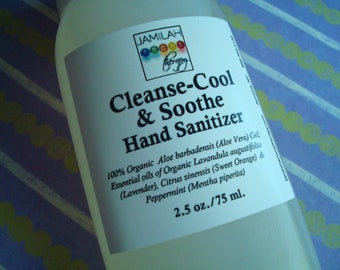 JAMILAH
therapy
Cleanse-Cool
& Soothe
Hand Sanitizer
100% Organic Aloe barbadensis (Aloe Vera) Gel;
Essential oils of Organic Lavandula augustifolia
(Lavender), Citrus sinensis (Sweet Orange) &
Peppermint (Mentha piperita)
2.5 oz./75 ml.